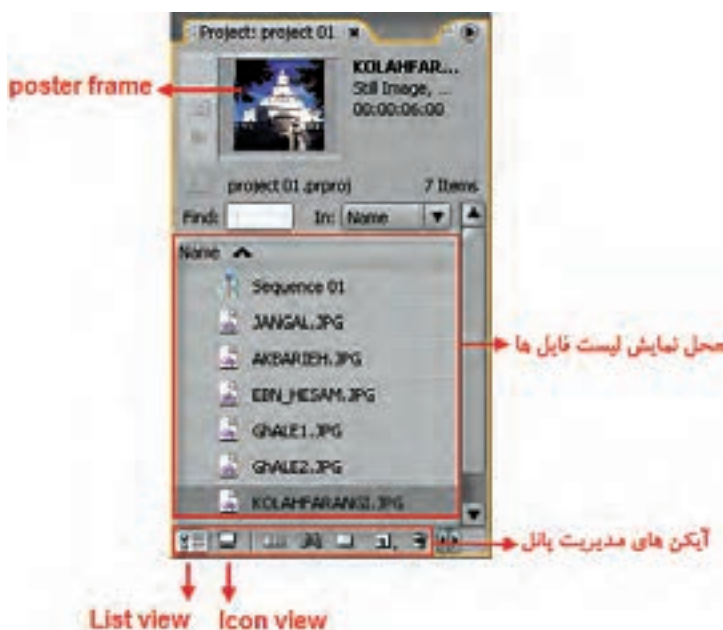 Project: project 01
poster frame
KOLAHFAR...
Still Image, ...
00:00:06:00
project 01.prproj
7 Items
Find:
In: Name
Name
Sequence 01
JANGAL.JPG
AKBARIEH.JPG
EBN_HESAM.JPG
GhALE1.JPG
GhALE2.JPG
KOLAHFARANGI.JPG
محل نمایش لیست فایل ها
آیکن های مدیریت پانل
List view
Icon view